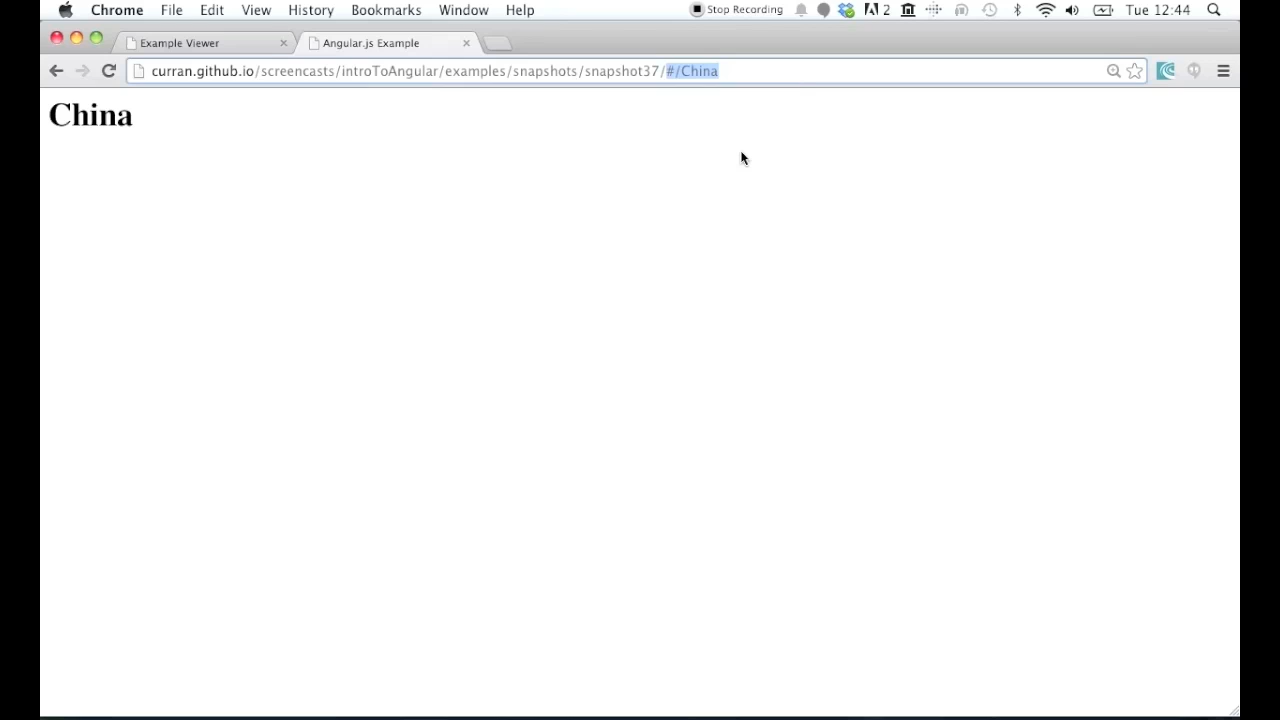 Chrome File Edit View History Bookmarks Window Help Stop Recording 2 Tue 12:44
Example Viewer Angular.js Example
curran.github.io/screencasts/introToAngular/examples/snapshots/snapshot37/#/China
China